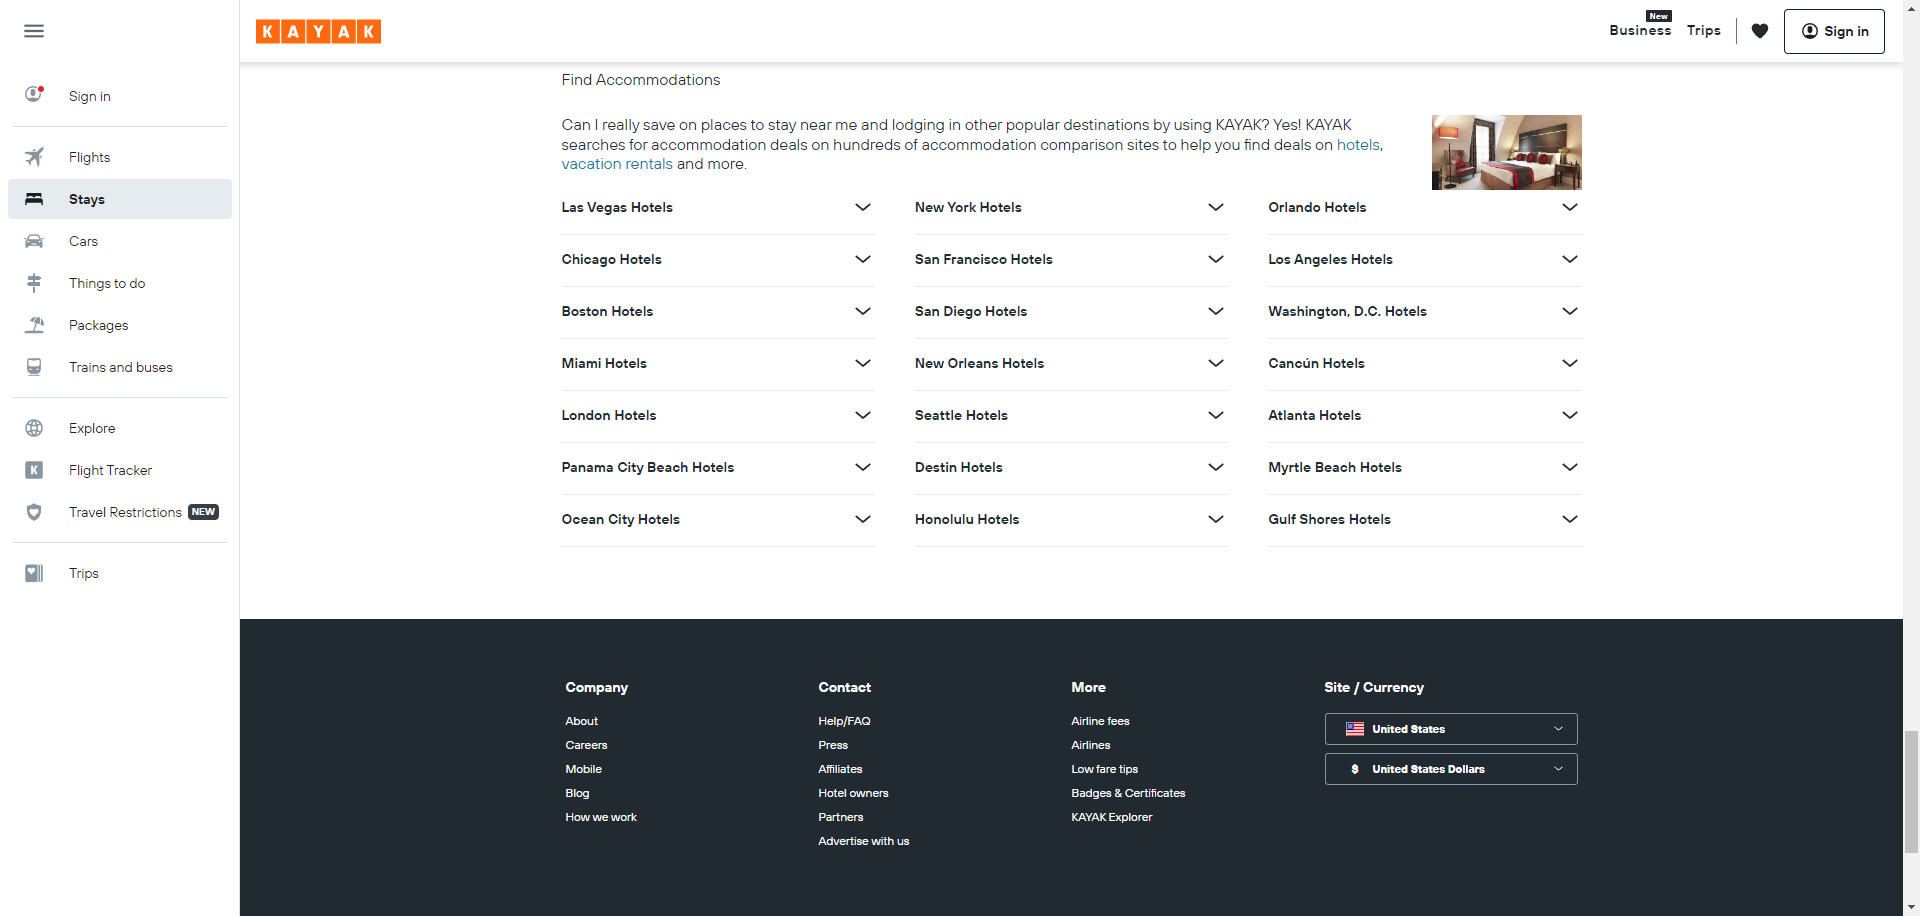 KAYAK
New
Business
Trips
Sign in
Sign in
Flights
Stays
Cars
Things to do
Packages
Trains and buses
Explore
K
Flight Tracker
Travel Restrictions NEW
Trips
Find Accommodations
Can I really save on places to stay near me and lodging in other popular destinations by using KAYAK? Yes! KAYAK
searches for accommodation deals on hundreds of accommodation comparison sites to help you find deals on hotels,
vacation rentals and more.
Las Vegas Hotels
New York Hotels
Orlando Hotels
Chicago Hotels
San Francisco Hotels
Los Angeles Hotels
Boston Hotels
San Diego Hotels
Washington, D.C. Hotels
Miami Hotels
New Orleans Hotels
Cancún Hotels
London Hotels
Seattle Hotels
Atlanta Hotels
Panama City Beach Hotels
Destin Hotels
Myrtle Beach Hotels
Ocean City Hotels
Honolulu Hotels
Gulf Shores Hotels
Company
About
Careers
Mobile
Blog
How we work
Contact
Help/FAQ
Press
Affiliates
Hotel owners
Partners
Advertise with us
More
Airline fees
Airlines
Low fare tips
Badges & Certificates
KAYAK Explorer
Site / Currency
United States
$ United States Dollars